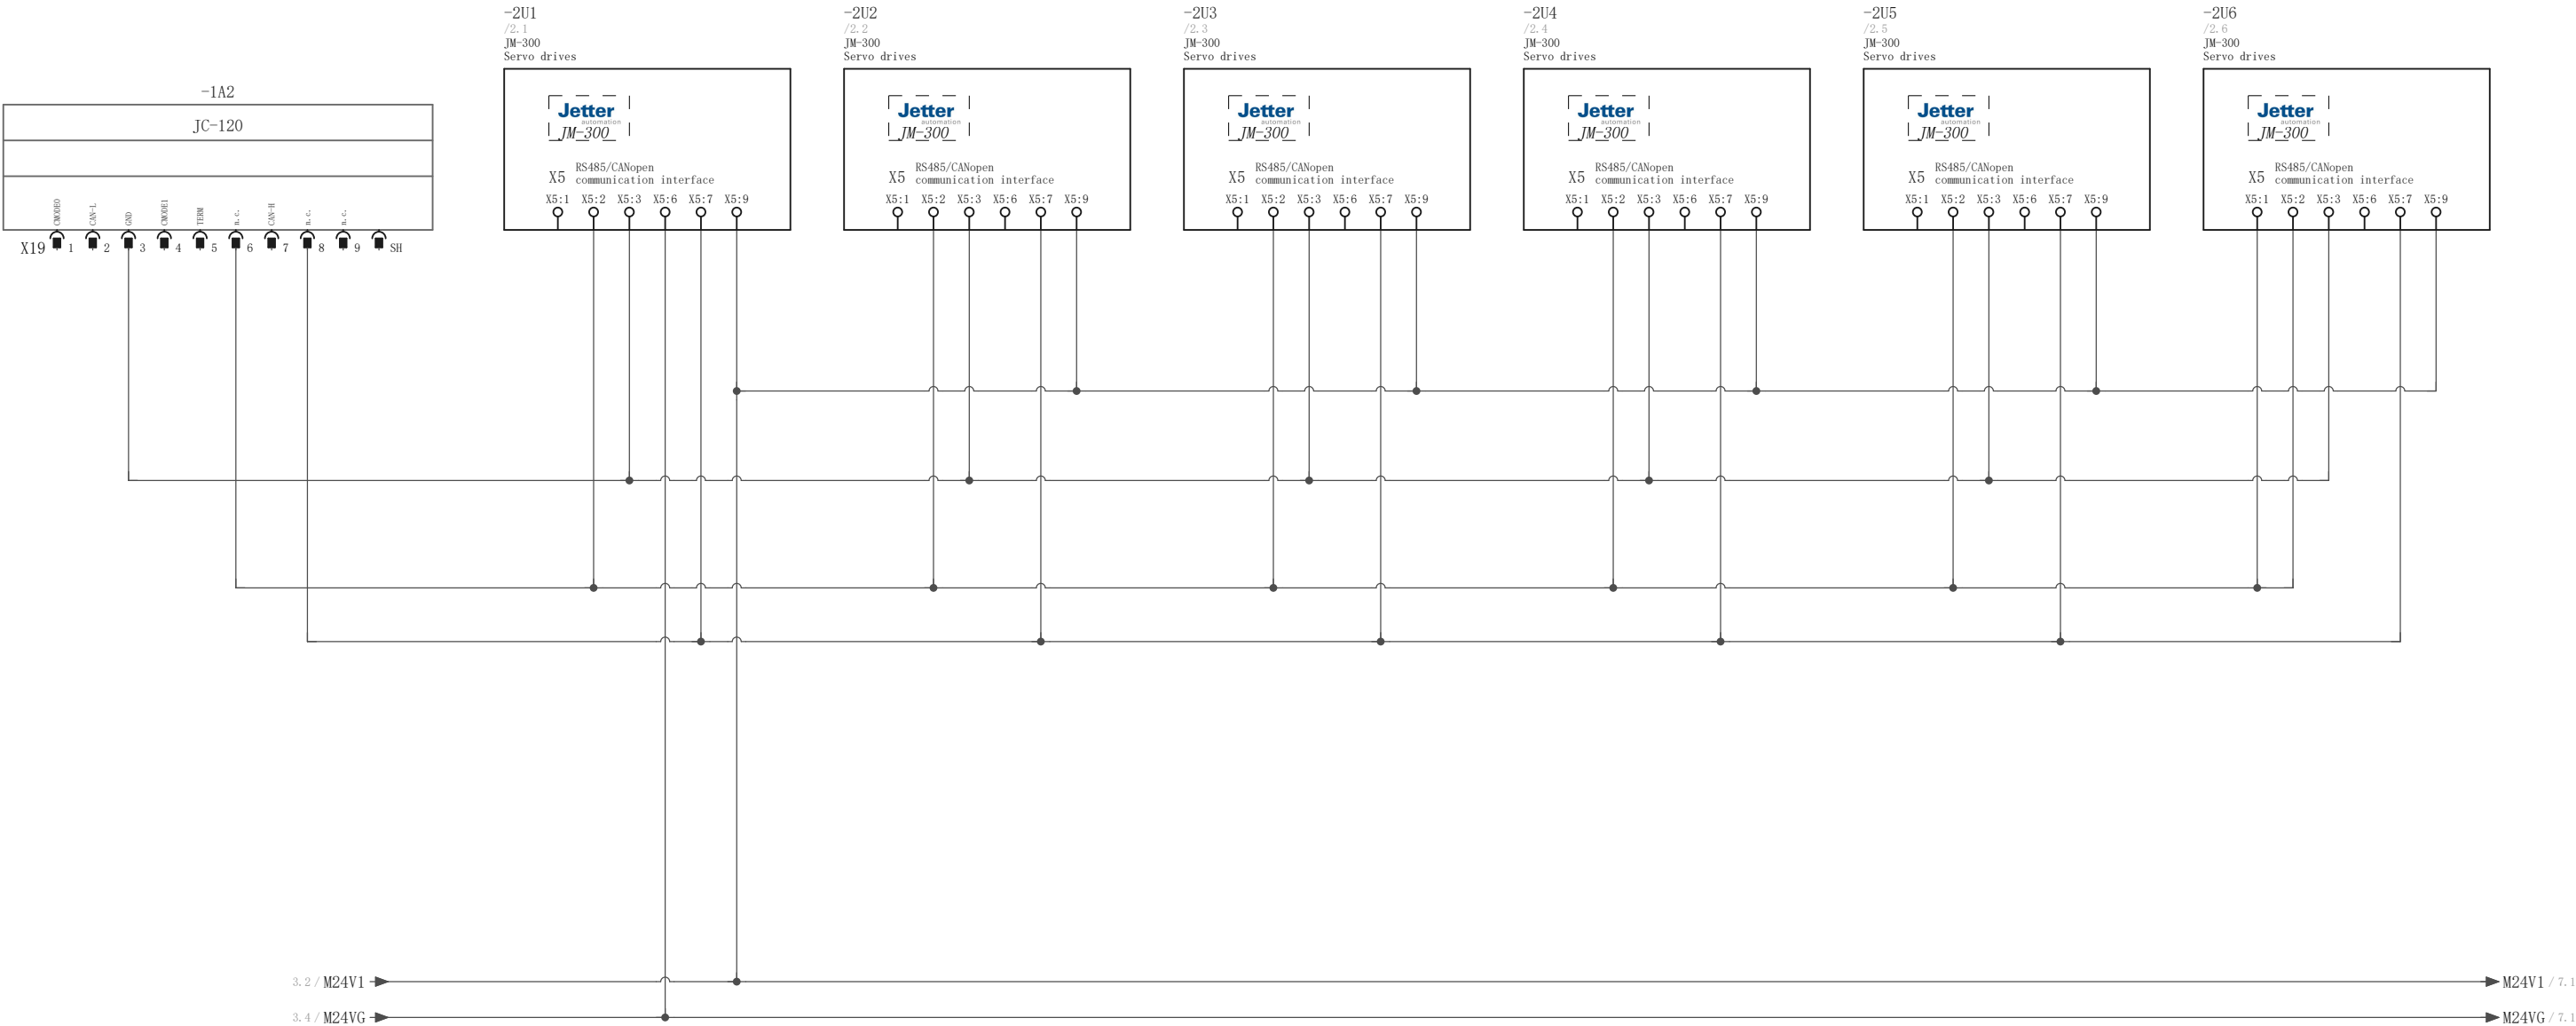 -2U1
/2.1
JM-300
Servo drives
-2U2
/2.2
JM-300
Servo drives
-2U3
/2.3
JM-300
Servo drives
-2U4
/2.4
JM-300
Servo drives
-2U5
/2.5
JM-300
Servo drives
-2U6
/2.6
JM-300
Servo drives
-1A2
JC-120
CMODE0
CAN-L
GND
CMODE1
TERM
n.c.
CAN-H
n.c.
n.c.
X19 1 2 3 4 5 6 7 8 9 SH
Jetter
automation
JM-300
X5 RS485/CANopen
communication interface
X5:1 X5:2 X5:3 X5:6 X5:7 X5:9
Jetter
automation
JM-300
X5 RS485/CANopen
communication interface
X5:1 X5:2 X5:3 X5:6 X5:7 X5:9
Jetter
automation
JM-300
X5 RS485/CANopen
communication interface
X5:1 X5:2 X5:3 X5:6 X5:7 X5:9
Jetter
automation
JM-300
X5 RS485/CANopen
communication interface
X5:1 X5:2 X5:3 X5:6 X5:7 X5:9
Jetter
automation
JM-300
X5 RS485/CANopen
communication interface
X5:1 X5:2 X5:3 X5:6 X5:7 X5:9
Jetter
automation
JM-300
X5 RS485/CANopen
communication interface
X5:1 X5:2 X5:3 X5:6 X5:7 X5:9
3.2 / M24V1
M24V1 / 7.1
3.4 / M24VG
M24VG / 7.1